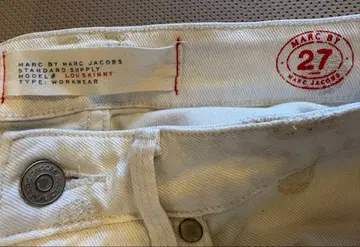 MARC BY MARC JACOBS
STANDARD SUPPLY
MODEL# LOU SKINNY
TYPE: WORKWEAR
MARC BY
27
MARC JACOBS